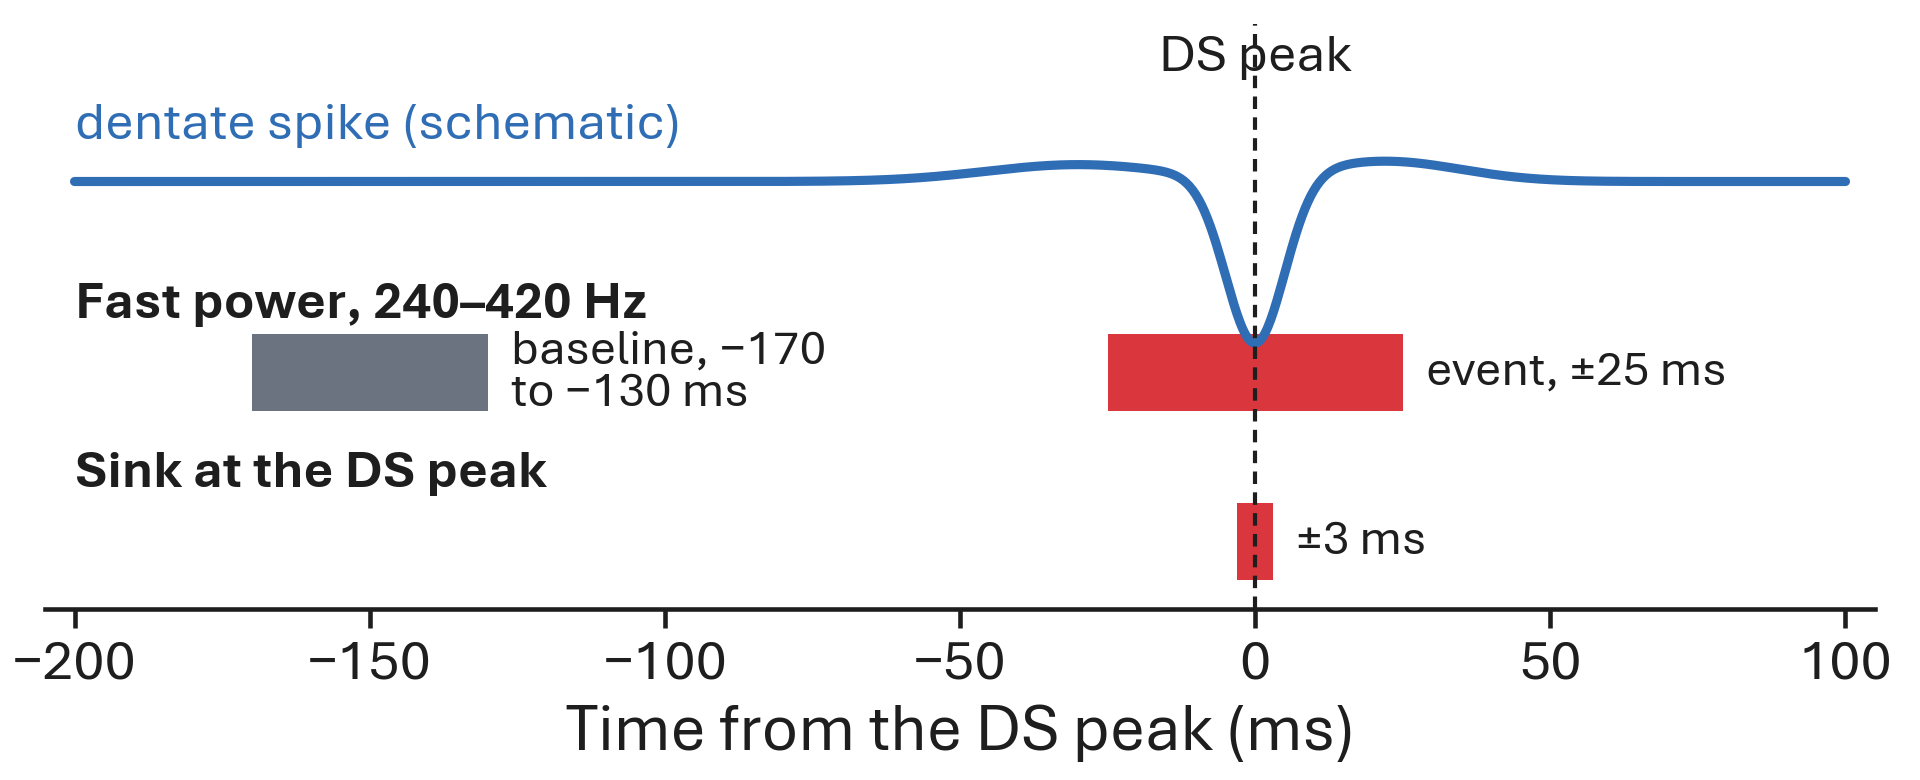 DS peak
dentate spike (schematic)
Fast power, 240–420 Hz
baseline, −170
to −130 ms
event, ±25 ms
Sink at the DS peak
±3 ms
−200 −150 −100 −50 0 50 100
Time from the DS peak (ms)